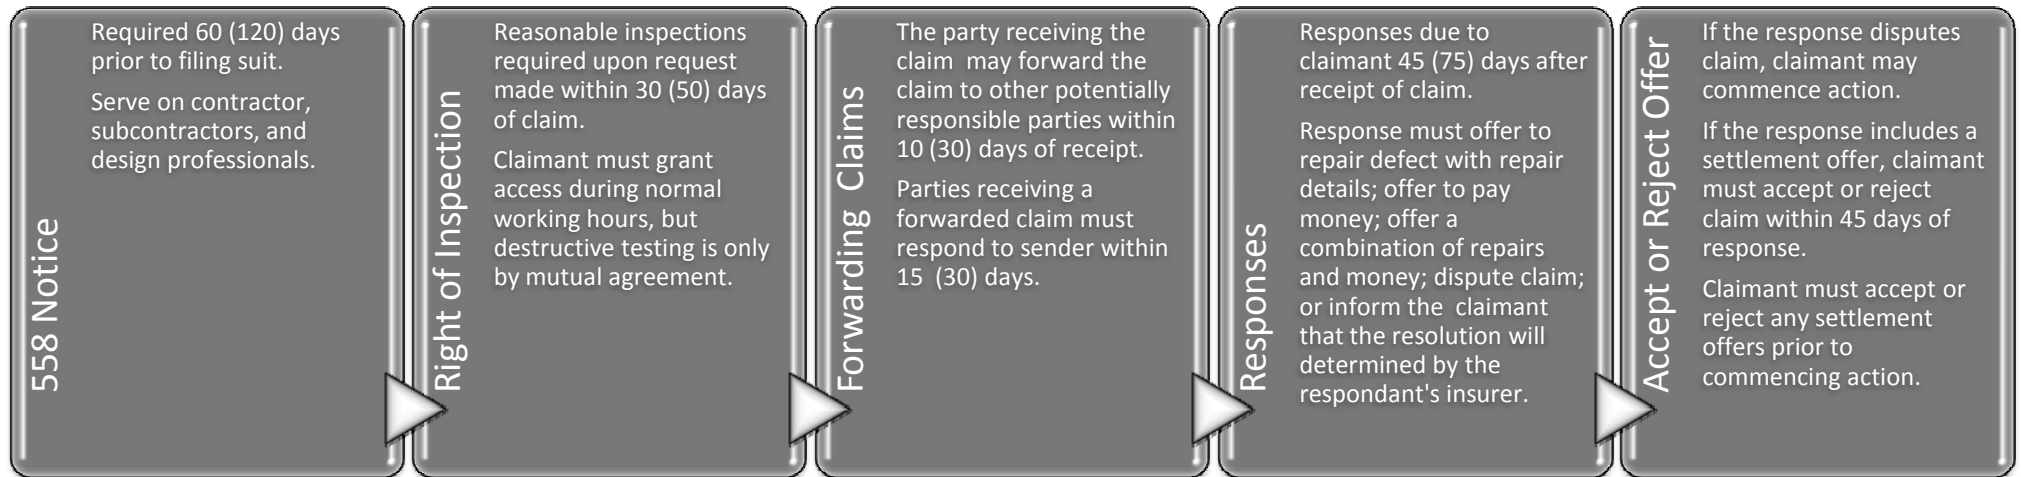 558 Notice
Required 60 (120) days
prior to filing suit.
Serve on contractor,
subcontractors, and
design professionals.
Right of Inspection
Reasonable inspections
required upon request
made within 30 (50) days
of claim.
Claimant must grant
access during normal
working hours, but
destructive testing is only
by mutual agreement.
Forwarding Claims
The party receiving the
claim may forward the
claim to other potentially
responsible parties within
10 (30) days of receipt.
Parties receiving a
forwarded claim must
respond to sender within
15 (30) days.
Responses
Responses due to
claimant 45 (75) days after
receipt of claim.
Response must offer to
repair defect with repair
details; offer to pay
money; offer a
combination of repairs
and money; dispute claim;
or inform the claimant
that the resolution will
determined by the
respondant's insurer.
Accept or Reject Offer
If the response disputes
claim, claimant may
commence action.
If the response includes a
settlement offer, claimant
must accept or reject
claim within 45 days of
response.
Claimant must accept or
reject any settlement
offers prior to
commencing action.